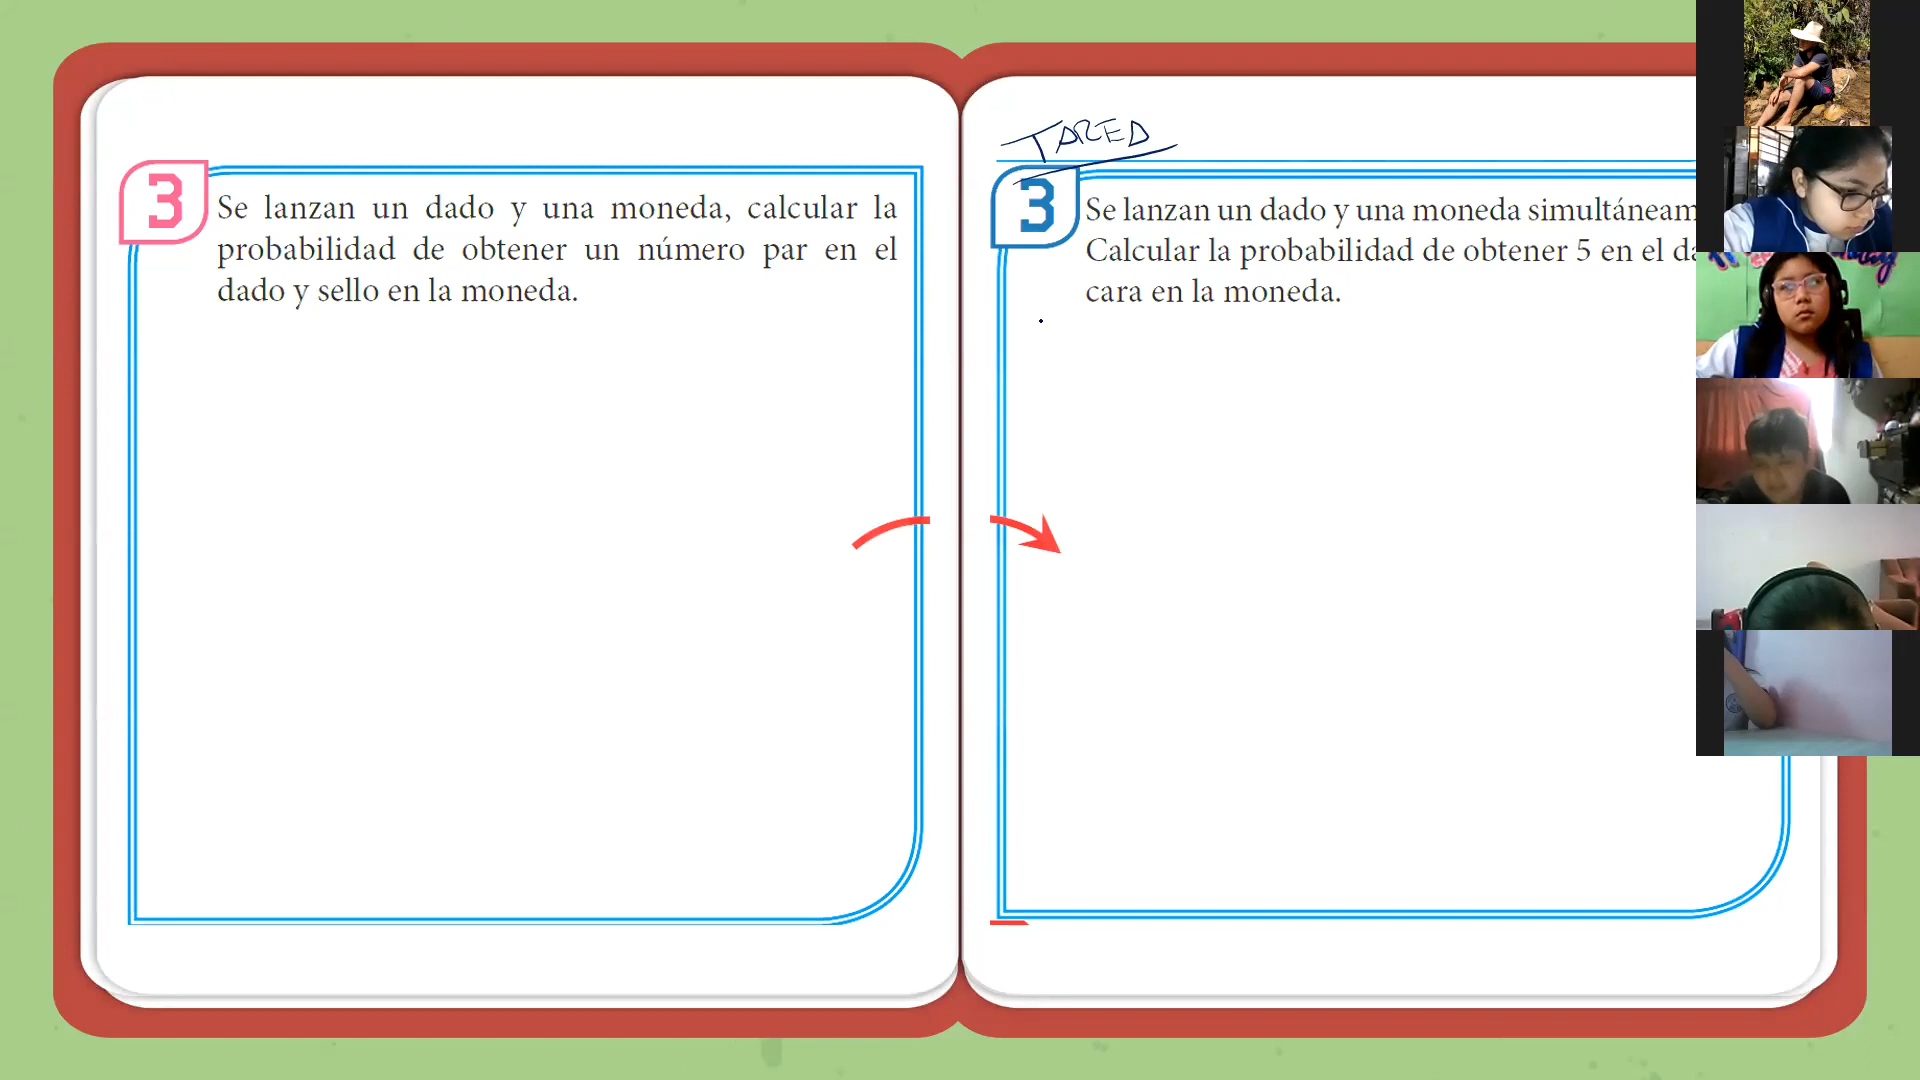 3
Se lanzan un dado y una moneda, calcular la
probabilidad de obtener un número par en el
dado y sello en la moneda.
TAREA
3
Se lanzan un dado y una moneda simultáneam
Calcular la probabilidad de obtener 5 en el da
cara en la moneda.